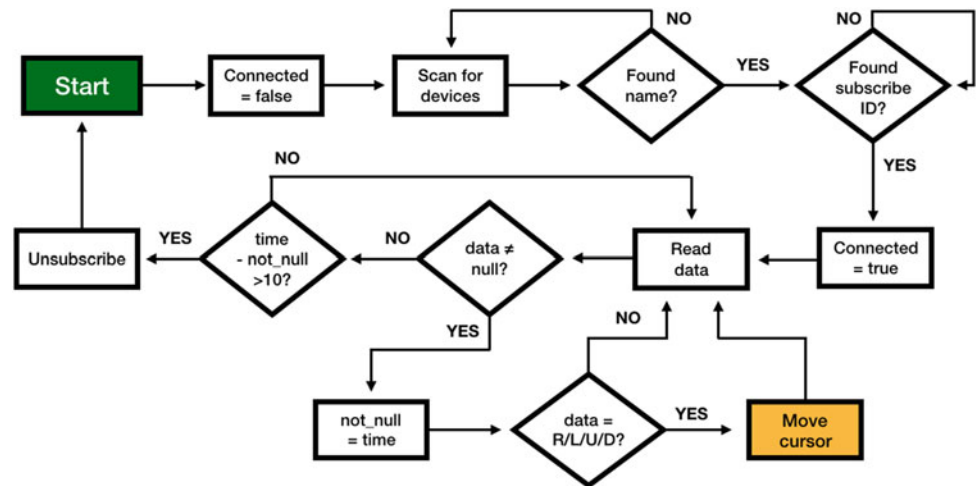 Start
Connected
= false
Scan for
devices
Found
name?
NO
YES
Found
subscribe
ID?
NO
YES
Connected
= true
Read
data
data ≠
null?
NO
time
- not_null
>10?
NO
YES
Unsubscribe
YES
not_null
= time
data =
R/L/U/D?
NO
YES
Move
cursor